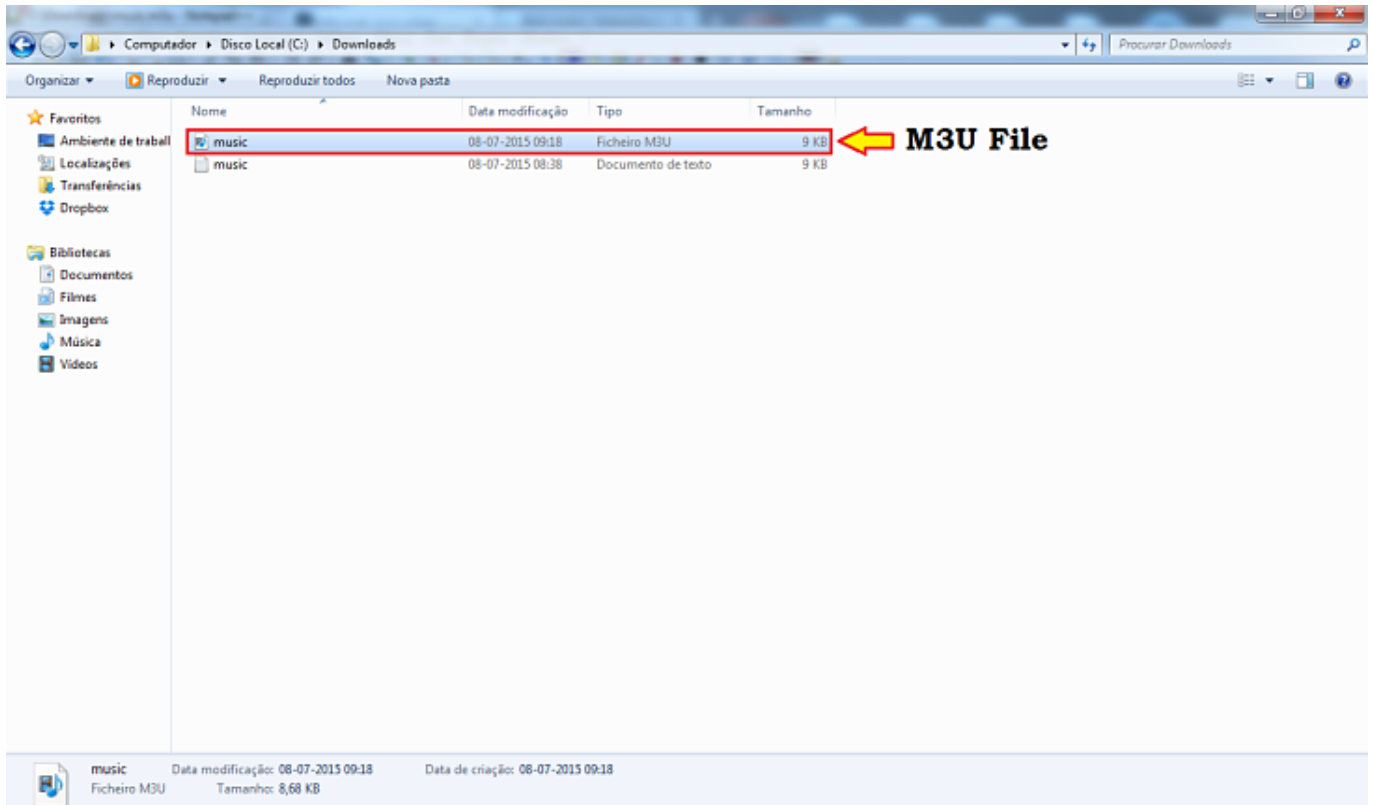 Computador ▸ Disco Local (C:) ▸ Downloads
Procurar Downloads
Organizar
Reproduzir
Reproduzir todos
Nova pasta
Favoritos
Ambiente de traball
Localizações
Transferências
Dropbox
Bibliotecas
Documentos
Filmes
Imagens
Música
Vídeos
Nome Data modificação Tipo Tamanho
music 08-07-2015 09:18 Ficheiro M3U 9 KB
M3U File
music 08-07-2015 08:38 Documento de texto 9 KB
music Data modificação: 08-07-2015 09:18 Data de criação: 08-07-2015 09:18
Ficheiro M3U Tamanho: 8,68 KB